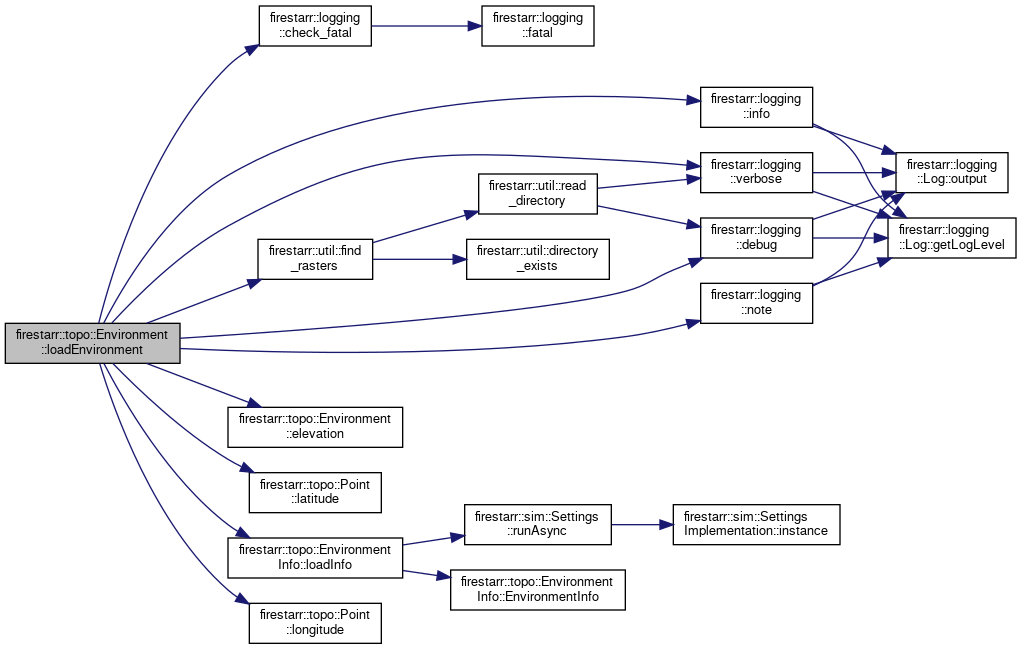 firestarr::logging
::check_fatal
firestarr::logging
::fatal
firestarr::logging
::info
firestarr::logging
::verbose
firestarr::logging
::Log::output
firestarr::util::read
_directory
firestarr::logging
::debug
firestarr::logging
::Log::getLogLevel
firestarr::util::find
_rasters
firestarr::util::directory
_exists
firestarr::logging
::note
firestarr::topo::Environment
::loadEnvironment
firestarr::topo::Environment
::elevation
firestarr::topo::Point
::latitude
firestarr::sim::Settings
::runAsync
firestarr::sim::Settings
Implementation::instance
firestarr::topo::Environment
Info::loadInfo
firestarr::topo::Environment
Info::EnvironmentInfo
firestarr::topo::Point
::longitude